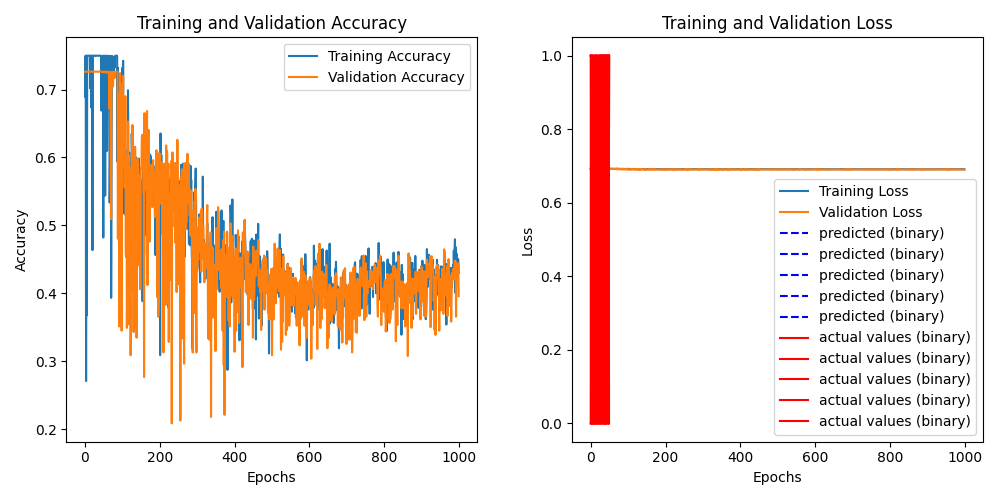 Training and Validation Accuracy
Accuracy
0.7
0.6
0.5
0.4
0.3
0.2
Training Accuracy
Validation Accuracy
0
200
400
600
800
1000
Epochs
Training and Validation Loss
Loss
1.0
0.8
0.6
0.4
0.2
0.0
Training Loss
Validation Loss
predicted (binary)
predicted (binary)
predicted (binary)
predicted (binary)
predicted (binary)
actual values (binary)
actual values (binary)
actual values (binary)
actual values (binary)
actual values (binary)
0
200
400
600
800
1000
Epochs